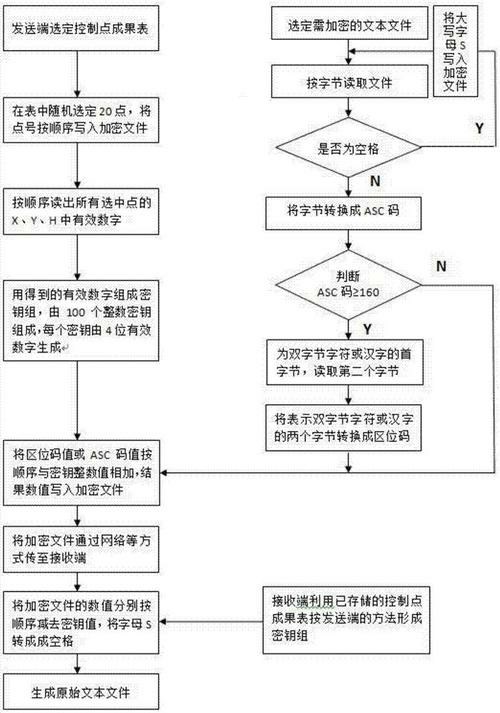 发送端选定控制点成果表
在表中随机选定20点，将
点号按顺序写入加密文件
按顺序读出所有选中点的
X、Y、H中有效数字
用得到的有效数字组成密
钥组，由 100 个整数密钥
组成，每个密钥由4位有效
数字生成↵
将区位码值或 ASC 码值按
顺序与密钥整数值相加，结
果数值写入加密文件
将加密文件通过网络等方
式传至接收端
将加密文件的数值分别按
顺序减去密钥值，将字母S
转成成空格
生成原始文本文件
选定需加密的文本文件
将大
写字
母S
写入
加密
文件
按字节读取文件
Y
是否为空格
N
将字节转换成ASC码
判断
ASC码≥160
N
Y
为双字节字符或汉字的首
字节，读取第二个字节
将表示双字节字符或汉字
的两个字节转换成区位码
接收端利用已存储的控制点
成果表按发送端的方法形成
密钥组